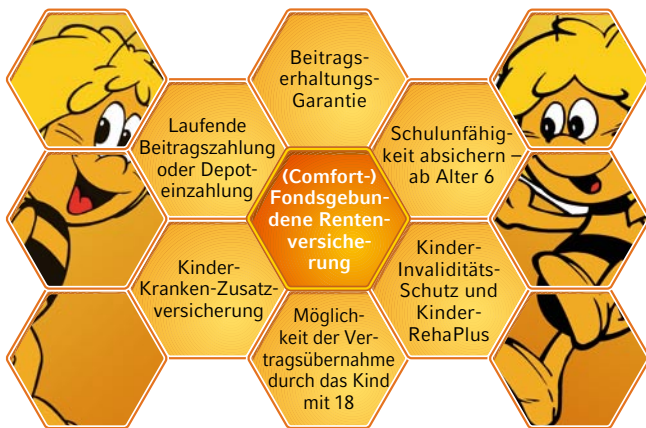 Beitrags-
erhaltungs-
Garantie
Laufende
Beitragszahlung
oder Depot-
einzahlung
Schulunfähig-
keit absichern –
ab Alter 6
(Comfort-)
Fondsgebun-
dene Renten-
versiche-
rung
Kinder-
Kranken-Zusatz-
versicherung
Kinder-
Invaliditäts-
Schutz und
Kinder-
RehaPlus
Möglich-
keit der Ver-
tragsübernahme
durch das Kind
mit 18